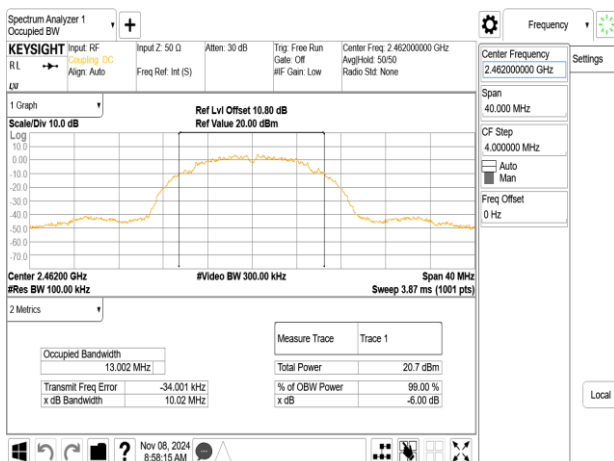 Spectrum Analyzer 1
Occupied BW
Frequency
KEYSIGHT Input: RF Input Z: 50 Ω Atten: 30 dB Trig: Free Run Center Freq: 2.462000000 GHz
RL Coupling: DC Gate: Off Avg|Hold: 50/50
Align: Auto Freq Ref: Int (S) #IF Gain: Low Radio Std: None
LXI
Center Frequency
2.462000000 GHz
Settings
Span
40.000 MHz
CF Step
4.000000 MHz
Auto
Man
Freq Offset
0 Hz
Local
1 Graph
Ref Lvl Offset 10.80 dB
Scale/Div 10.0 dB Ref Value 20.00 dBm
Log
10.0
0.00
-10.0
-20.0
-30.0
-40.0
-50.0
-60.0
-70.0
Center 2.46200 GHz #Video BW 300.00 kHz Span 40 MHz
#Res BW 100.00 kHz Sweep 3.87 ms (1001 pts)
2 Metrics
Measure Trace Trace 1
Occupied Bandwidth
13.002 MHz Total Power 20.7 dBm
Transmit Freq Error -34.001 kHz % of OBW Power 99.00 %
x dB Bandwidth 10.02 MHz x dB -6.00 dB
Nov 08, 2024
8:58:15 AM